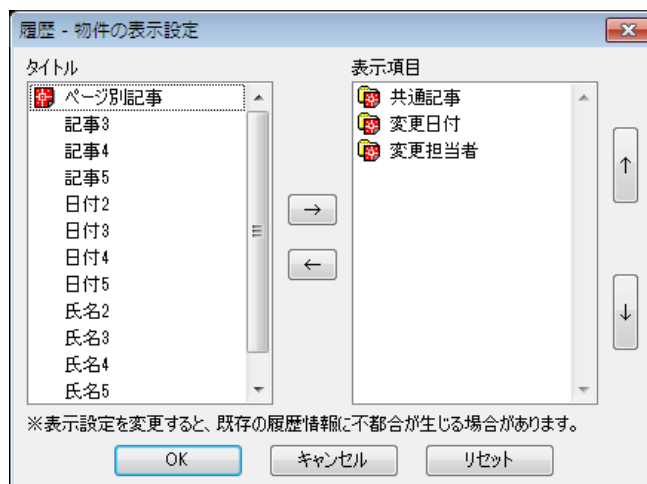 履歴 - 物件の表示設定
タイトル
ページ別記事
記事3
記事4
記事5
日付2
日付3
日付4
日付5
氏名2
氏名3
氏名4
氏名5
→
←
表示項目
共通記事
変更日付
変更担当者
↑
↓
※表示設定を変更すると、既存の履歴情報に不都合が生じる場合があります。
OK
キャンセル
リセット